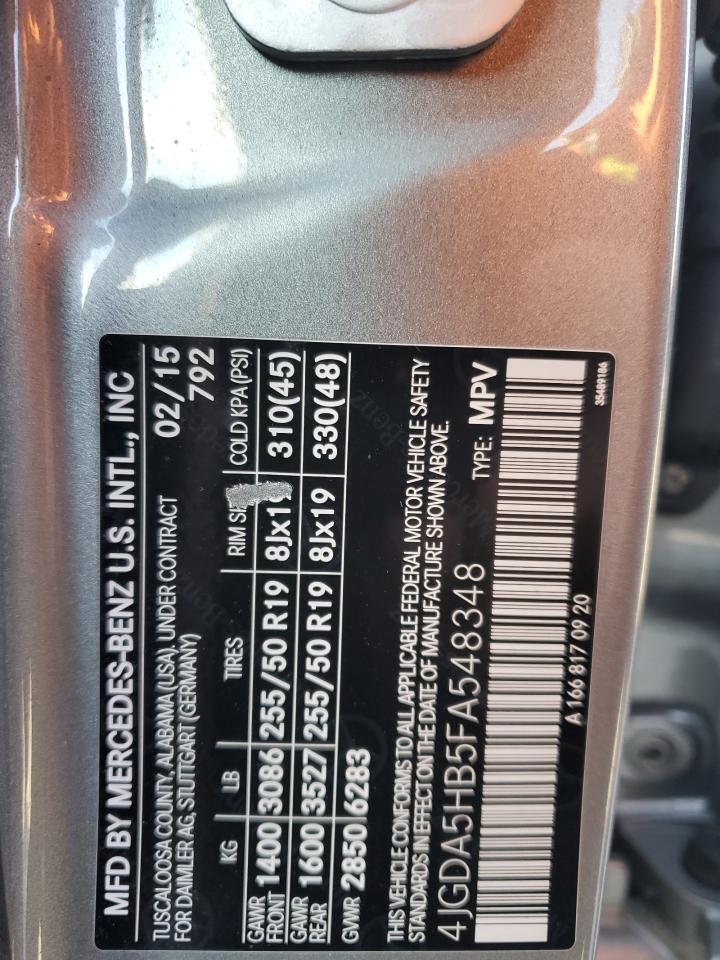 MFD BY MERCEDES-BENZ U.S. INTL., INC
TUSCALOOSA COUNTY, ALABAMA (USA), UNDER CONTRACT 02/15
FOR DAIMLER AG, STUTTGART (GERMANY) 792
KG LB TIRES RIM COLD KPA (PSI)
GAWR FRONT 1400 3086 255/50 R19 8Jx19 310(45)
GAWR REAR 1600 3527 255/50 R19 8Jx19 330(48)
GVWR 2850 6283
THIS VEHICLE CONFORMS TO ALL APPLICABLE FEDERAL MOTOR VEHICLE SAFETY
STANDARDS IN EFFECT ON THE DATE OF MANUFACTURE SHOWN ABOVE.
4JGDA5HB5FA548348 TYPE: MPV
A 166 817 09 20 35489186